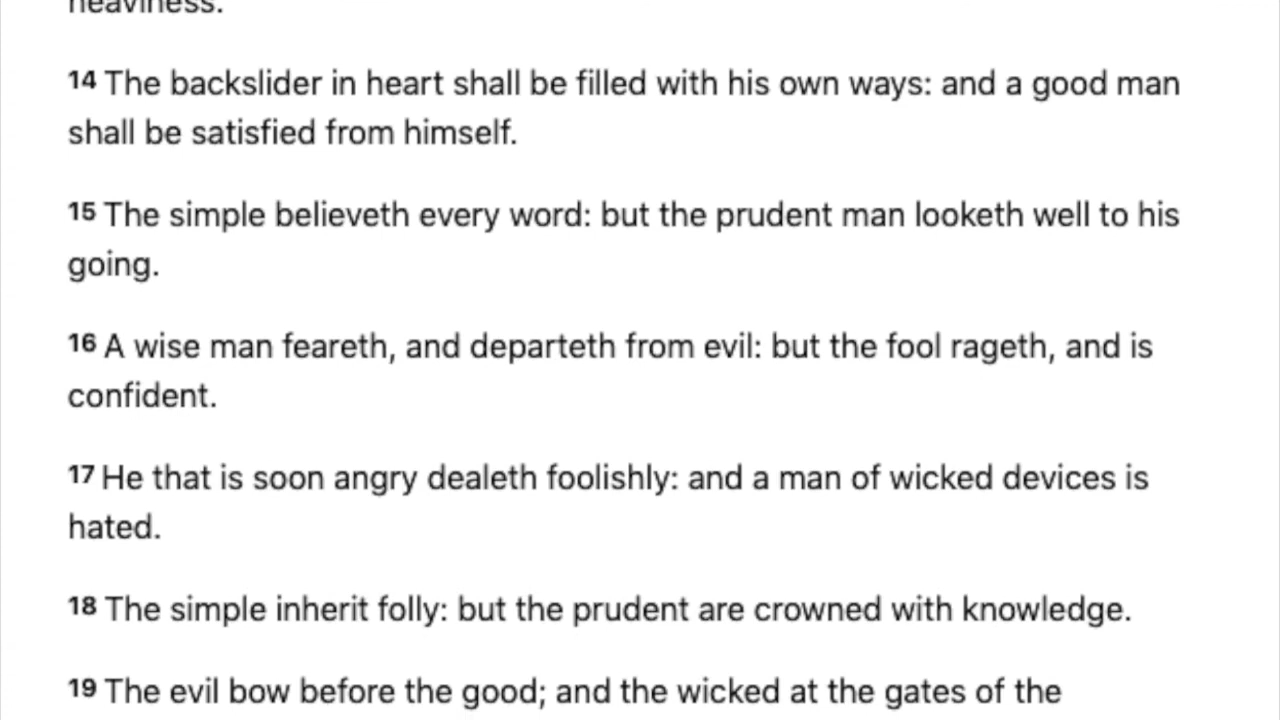 heaviness.
14 The backslider in heart shall be filled with his own ways: and a good man
shall be satisfied from himself.
15 The simple believeth every word: but the prudent man looketh well to his
going.
16 A wise man feareth, and departeth from evil: but the fool rageth, and is
confident.
17 He that is soon angry dealeth foolishly: and a man of wicked devices is
hated.
18 The simple inherit folly: but the prudent are crowned with knowledge.
19 The evil bow before the good; and the wicked at the gates of the